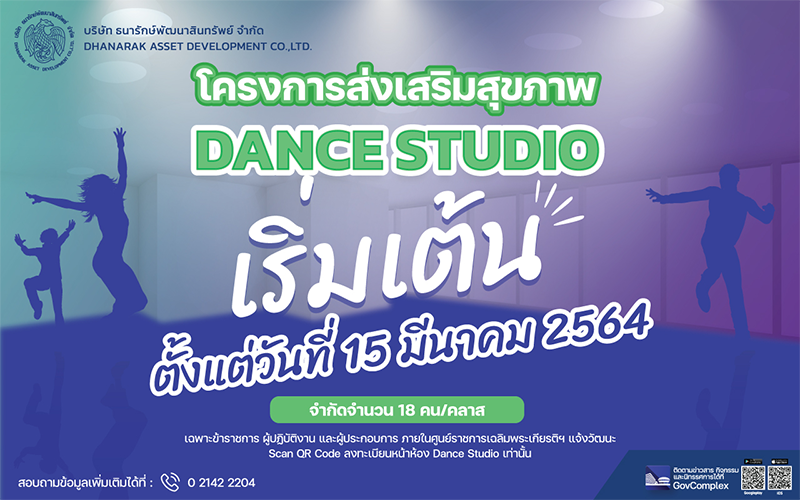 บริษัท ธนารักษ์พัฒนาสินทรัพย์ จำกัด
DHANARAK ASSET DEVELOPMENT CO.,LTD.
โครงการส่งเสริมสุขภาพ
DANCE STUDIO
เริ่มเต้น
ตั้งแต่วันที่ 15 มีนาคม 2564
จำกัดจำนวน 18 คน/คลาส
เฉพาะข้าราชการ ผู้ปฏิบัติงาน และผู้ประกอบการ ภายในศูนย์ราชการเฉลิมพระเกียรติฯ แจ้งวัฒนะ
Scan QR Code ลงทะเบียนหน้าห้อง Dance Studio เท่านั้น
สอบถามข้อมูลเพิ่มเติมได้ที่ : 0 2142 2204
ติดตามข่าวสาร กิจกรรม
และนิทรรศการได้ที่
GovComplex
Googleplay
iOS